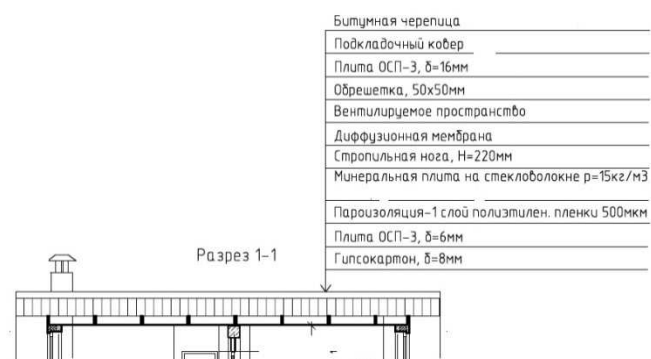 Битумная черепица
Подкладочный ковер
Плита ОСП-3, δ=16мм
Обрешетка, 50х50мм
Вентилируемое пространство
Диффузионная мембрана
Стропильная нога, Н=220мм
Минеральная плита на стекловолокне р=15кг/м3
Пароизоляция-1 слой полиэтилен. пленки 500мкм
Плита ОСП-3, δ=6мм
Гипсокартон, δ=8мм
Разрез 1-1